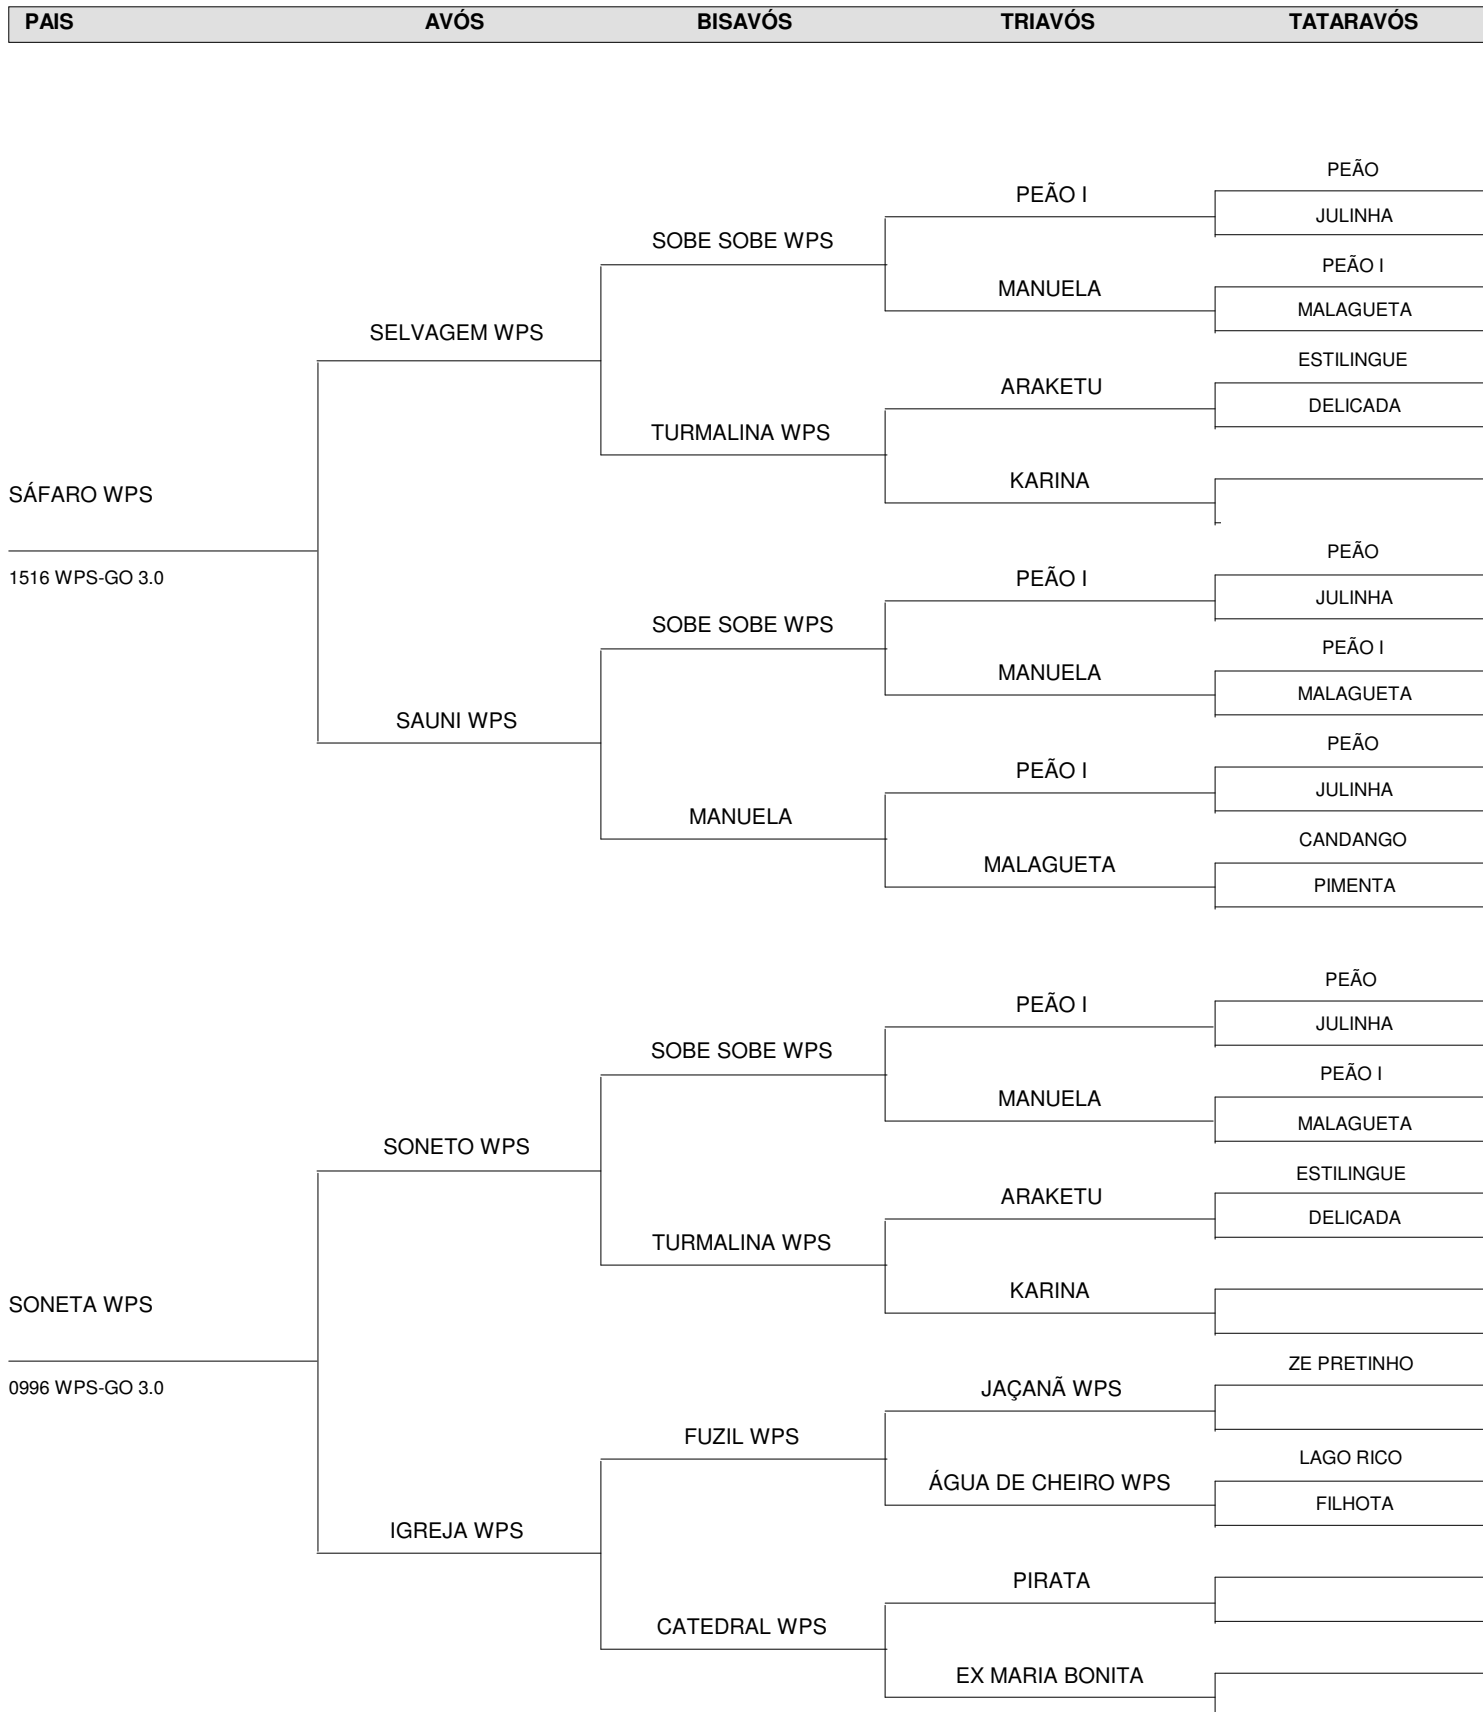 PAIS AVÓS BISAVÓS TRIAVÓS TATARAVÓS
PEÃO
PEÃO I
JULINHA
SOBE SOBE WPS
PEÃO I
MANUELA
MALAGUETA
SELVAGEM WPS
ESTILINGUE
ARAKETU
DELICADA
TURMALINA WPS
KARINA
SÁFARO WPS
PEÃO
1516 WPS-GO 3.0
PEÃO I
JULINHA
SOBE SOBE WPS
PEÃO I
MANUELA
MALAGUETA
SAUNI WPS
PEÃO
PEÃO I
JULINHA
MANUELA
CANDANGO
MALAGUETA
PIMENTA
PEÃO
PEÃO I
JULINHA
SOBE SOBE WPS
PEÃO I
MANUELA
MALAGUETA
SONETO WPS
ESTILINGUE
ARAKETU
DELICADA
TURMALINA WPS
KARINA
SONETA WPS
ZE PRETINHO
0996 WPS-GO 3.0
JAÇANÃ WPS
FUZIL WPS
LAGO RICO
ÁGUA DE CHEIRO WPS
FILHOTA
IGREJA WPS
PIRATA
CATEDRAL WPS
EX MARIA BONITA